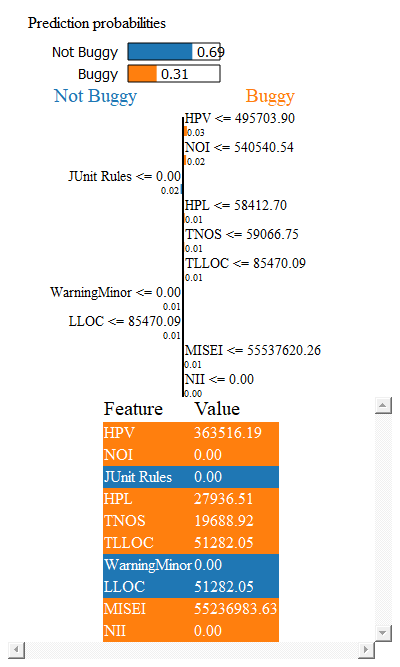 Prediction probabilities
Not Buggy 0.69
Buggy 0.31
Not Buggy Buggy
HPV <= 495703.90
0.03
NOI <= 540540.54
0.02
JUnit Rules <= 0.00
0.02
HPL <= 58412.70
0.01
TNOS <= 59066.75
0.01
TLLOC <= 85470.09
0.01
WarningMinor <= 0.00
0.01
LLOC <= 85470.09
0.01
MISEI <= 55537620.26
0.01
NII <= 0.00
0.00
Feature Value
HPV 363516.19
NOI 0.00
JUnit Rules 0.00
HPL 27936.51
TNOS 19688.92
TLLOC 51282.05
WarningMinor 0.00
LLOC 51282.05
MISEI 55236983.63
NII 0.00